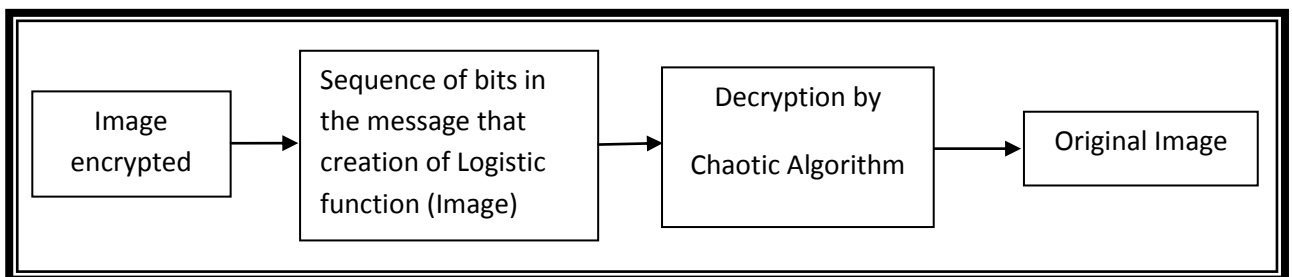 Image
encrypted
Sequence of bits in
the message that
creation of Logistic
function (Image)
Decryption by
Chaotic Algorithm
Original Image